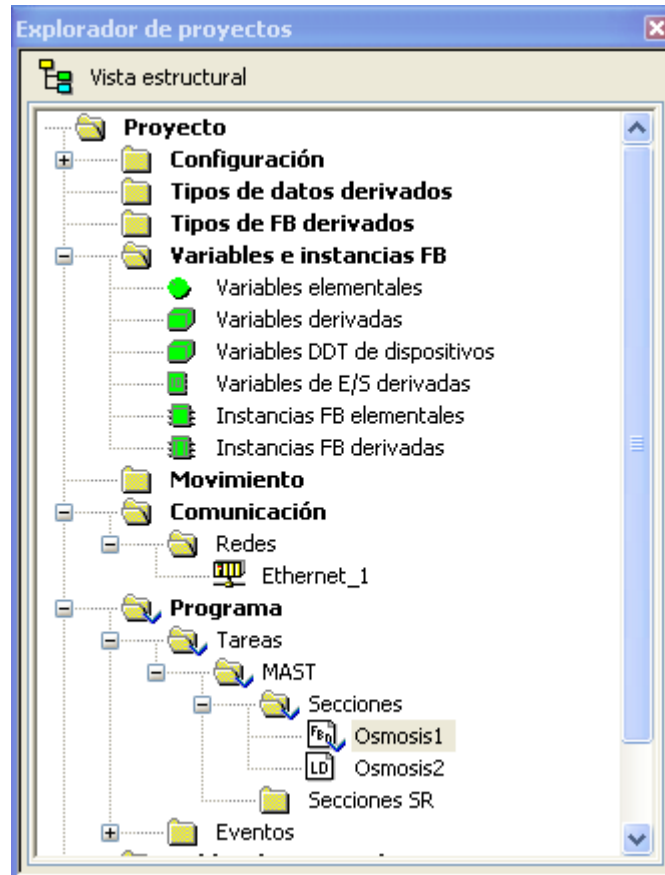 Explorador de proyectos
Vista estructural
Proyecto
Configuración
Tipos de datos derivados
Tipos de FB derivados
Variables e instancias FB
Variables elementales
Variables derivadas
Variables DDT de dispositivos
Variables de E/S derivadas
Instancias FB elementales
Instancias FB derivadas
Movimiento
Comunicación
Redes
Ethernet_1
Programa
Tareas
MAST
Secciones
FBD Osmosis1
LD Osmosis2
Secciones SR
Eventos